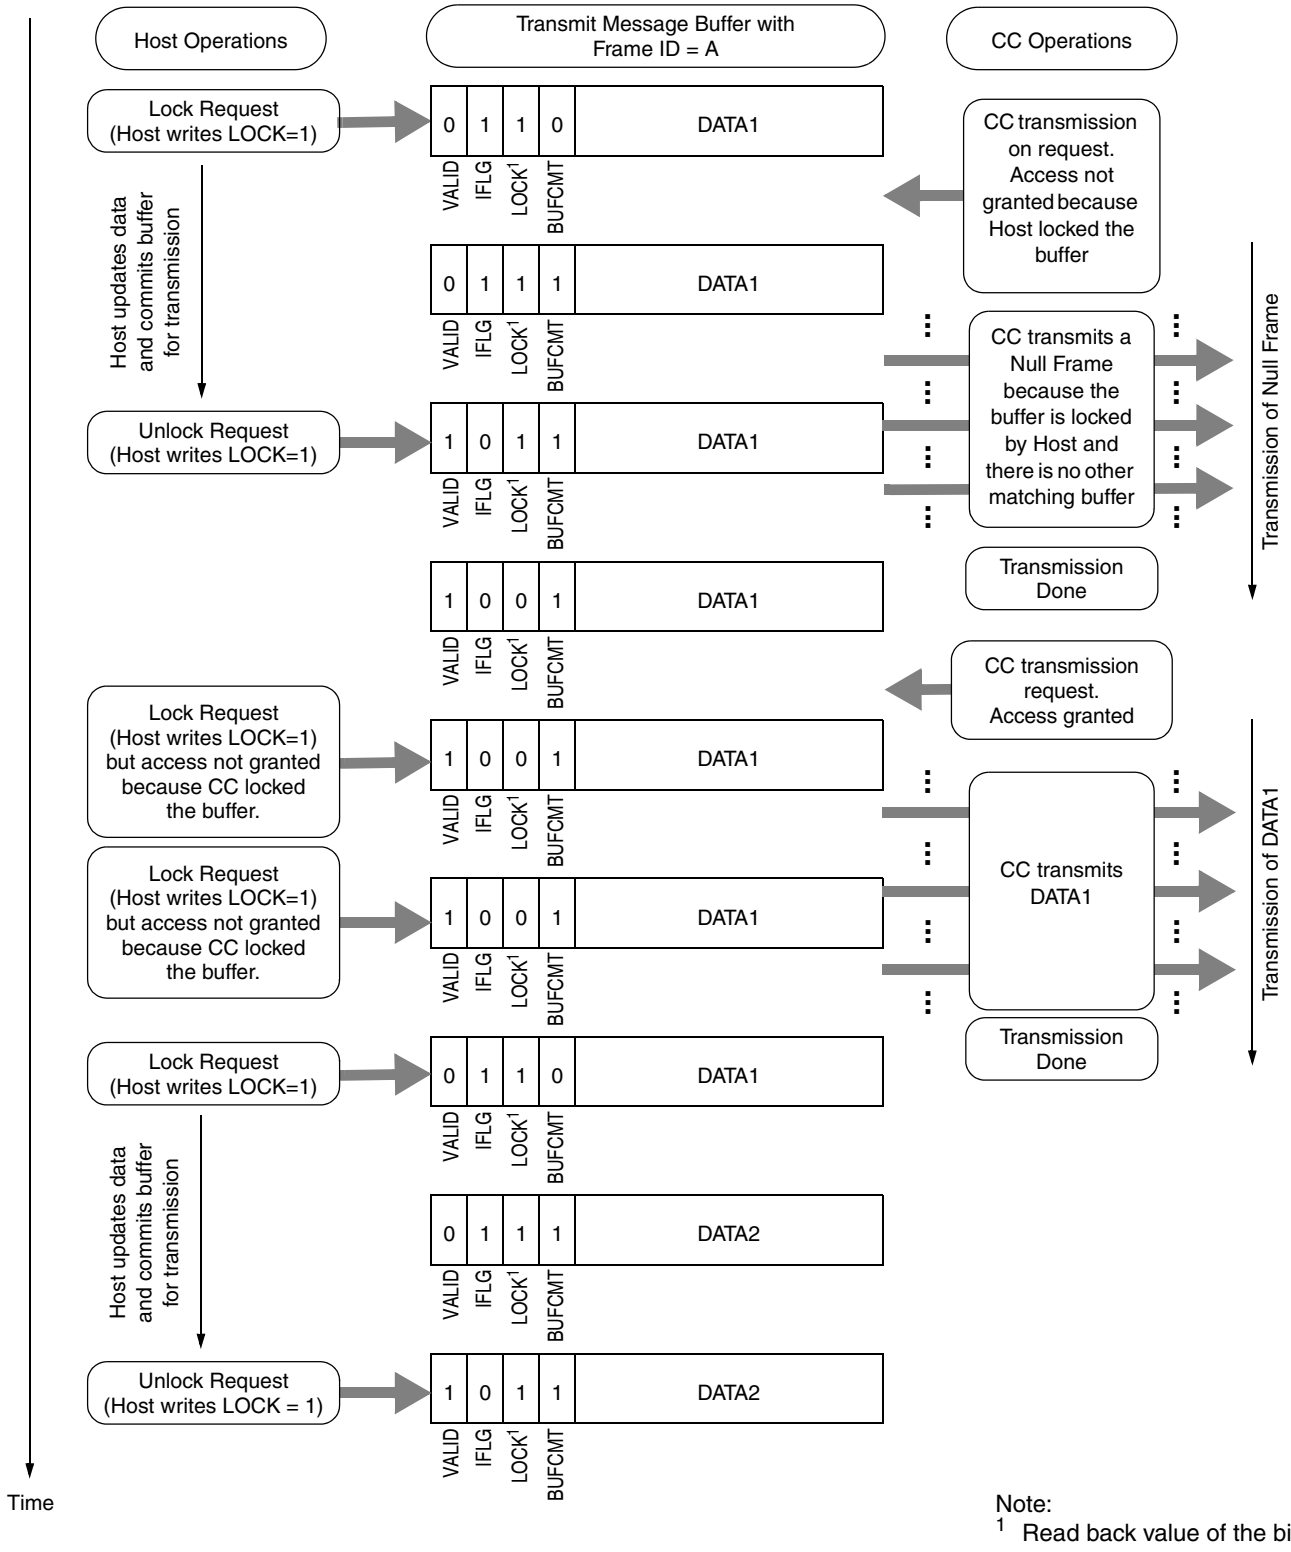 Host Operations
Transmit Message Buffer with
Frame ID = A
CC Operations
Lock Request
(Host writes LOCK=1)
0 1 1 0 DATA1
VALID IFLG LOCK¹ BUFCMT
CC transmission
on request.
Access not
granted because
Host locked the
buffer
Host updates data
and commits buffer
for transmission
0 1 1 1 DATA1
VALID IFLG LOCK¹ BUFCMT
CC transmits a
Null Frame
because the
buffer is locked
by Host and
there is no other
matching buffer
Transmission of Null Frame
Unlock Request
(Host writes LOCK=1)
1 0 1 1 DATA1
VALID IFLG LOCK¹ BUFCMT
Transmission
Done
1 0 0 1 DATA1
VALID IFLG LOCK¹ BUFCMT
CC transmission
request.
Access granted
Lock Request
(Host writes LOCK=1)
but access not granted
because CC locked
the buffer.
1 0 0 1 DATA1
VALID IFLG LOCK¹ BUFCMT
CC transmits
DATA1
Transmission of DATA1
Lock Request
(Host writes LOCK=1)
but access not granted
because CC locked
the buffer.
1 0 0 1 DATA1
VALID IFLG LOCK¹ BUFCMT
Transmission
Done
Lock Request
(Host writes LOCK=1)
0 1 1 0 DATA1
VALID IFLG LOCK¹ BUFCMT
Host updates data
and commits buffer
for transmission
0 1 1 1 DATA2
VALID IFLG LOCK¹ BUFCMT
Unlock Request
(Host writes LOCK = 1)
1 0 1 1 DATA2
VALID IFLG LOCK¹ BUFCMT
Time
Note:
¹ Read back value of the bi